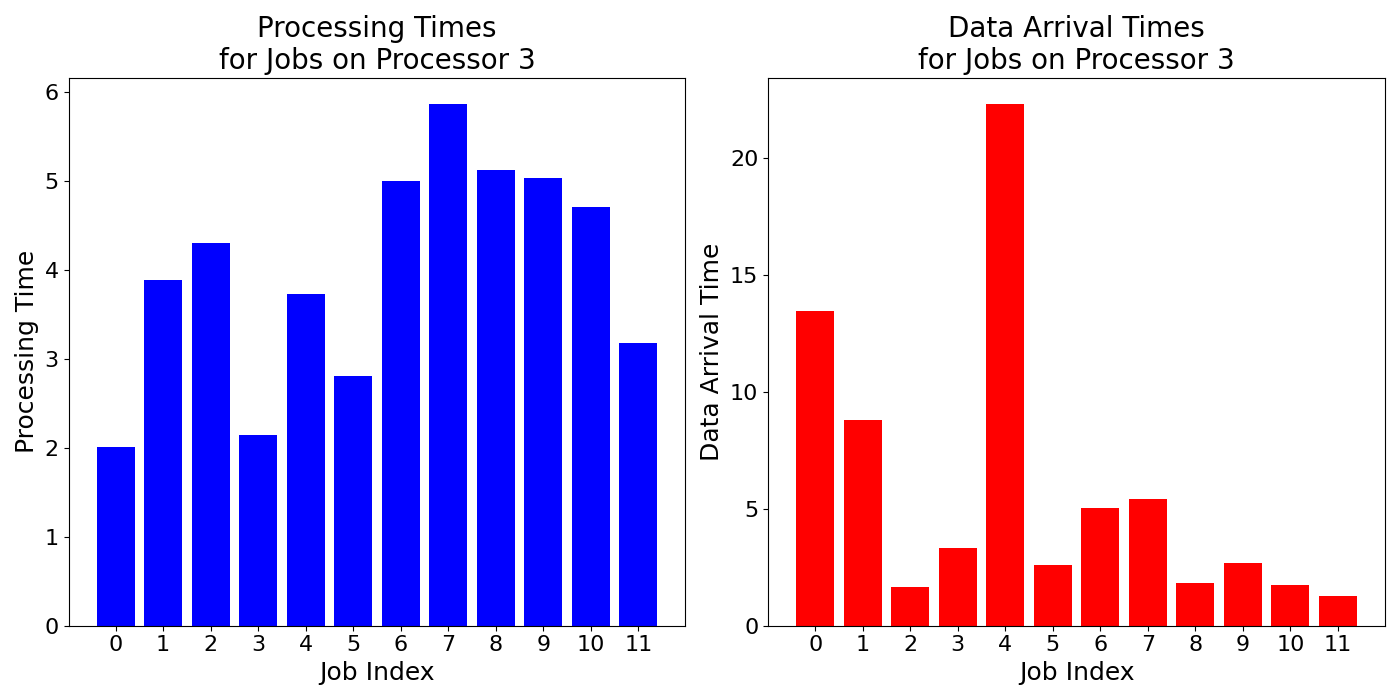 Processing Times
for Jobs on Processor 3
Processing Time
6
5
4
3
2
1
0
0 1 2 3 4 5 6 7 8 9 10 11
Job Index
Data Arrival Times
for Jobs on Processor 3
Data Arrival Time
20
15
10
5
0
0 1 2 3 4 5 6 7 8 9 10 11
Job Index